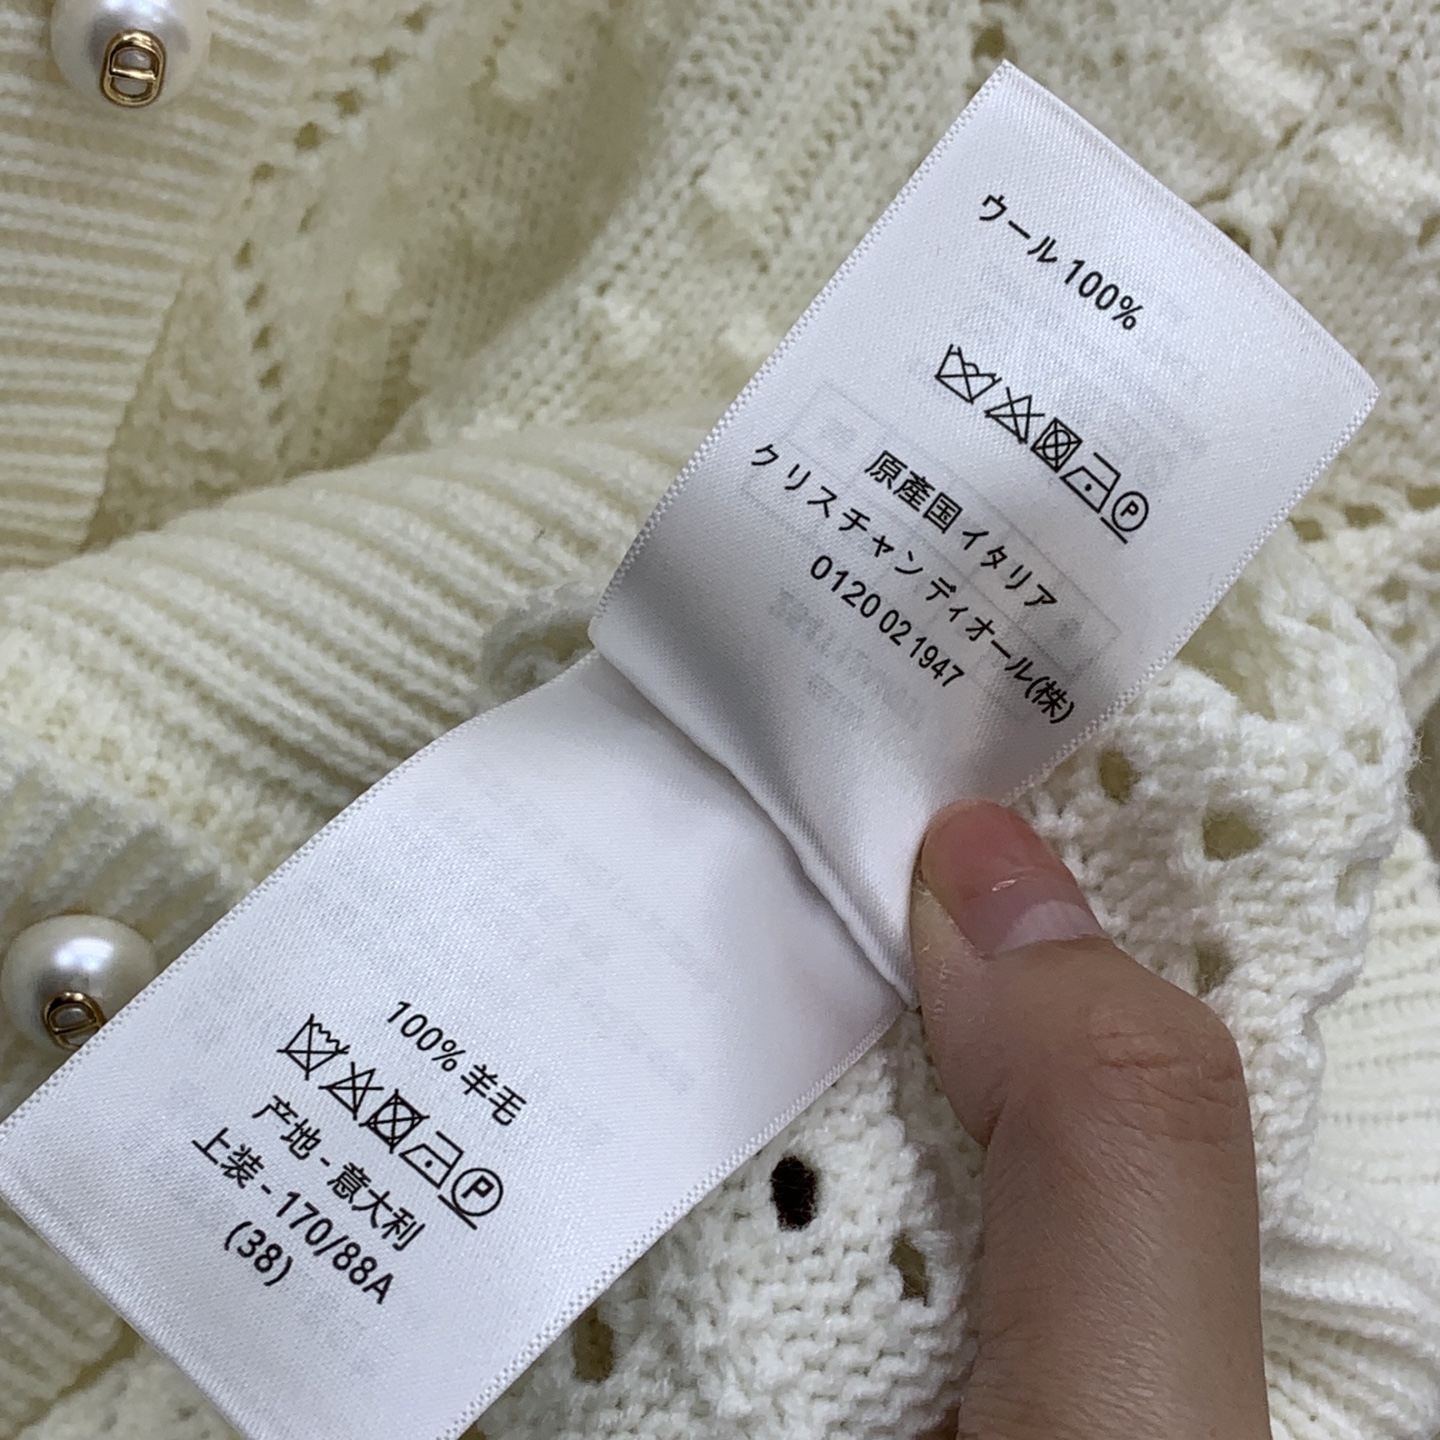 ウール 100%
原産国 イタリア
クリスチャン ディオール(株)
0120 02 1947
100% 羊毛
产地 - 意大利
上装 - 170/88A
(38)